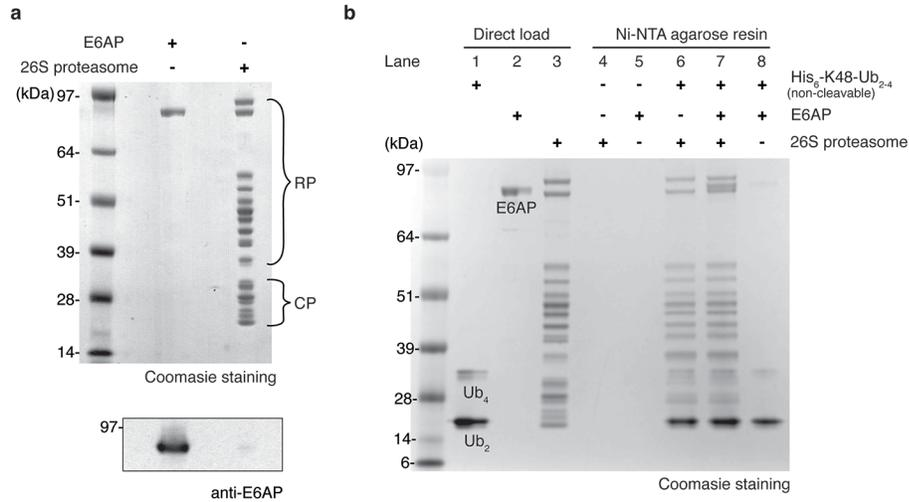 a
E6AP + -
26S proteasome - +
(kDa) 97-
64-
51-
39-
28-
14-
RP
CP
Coomasie staining
97-
anti-E6AP
b
Direct load Ni-NTA agarose resin
Lane 1 2 3 4 5 6 7 8
+ - - + + + His6-K48-Ub2-4
(non-cleavable)
+ - + - + + E6AP
(kDa) + + - + + - 26S proteasome
97-
E6AP
64-
51-
39-
Ub4
28-
14-
Ub2
6-
Coomasie staining